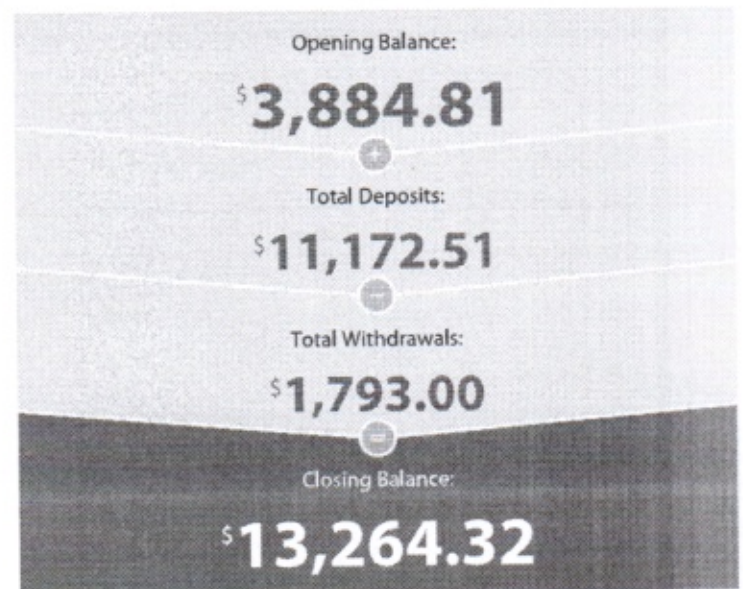 Opening Balance:
$3,884.81
+
Total Deposits:
$11,172.51
−
Total Withdrawals:
$1,793.00
=
Closing Balance:
$13,264.32